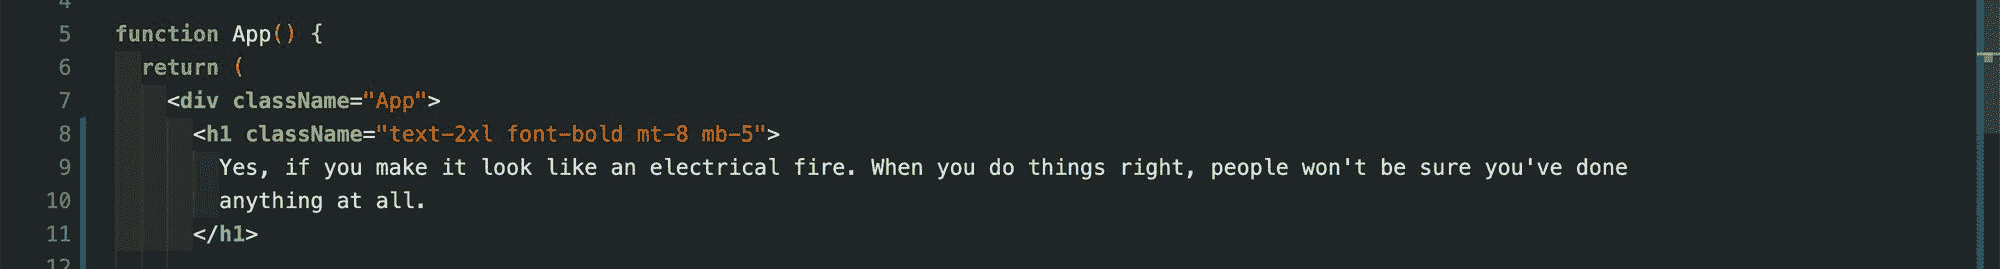 4
5 function App() {
6 return (
7 <div className="App">
8 <h1 className="text-2xl font-bold mt-8 mb-5">
9 Yes, if you make it look like an electrical fire. When you do things right, people won't be sure you've done
10 anything at all.
11 </h1>
12